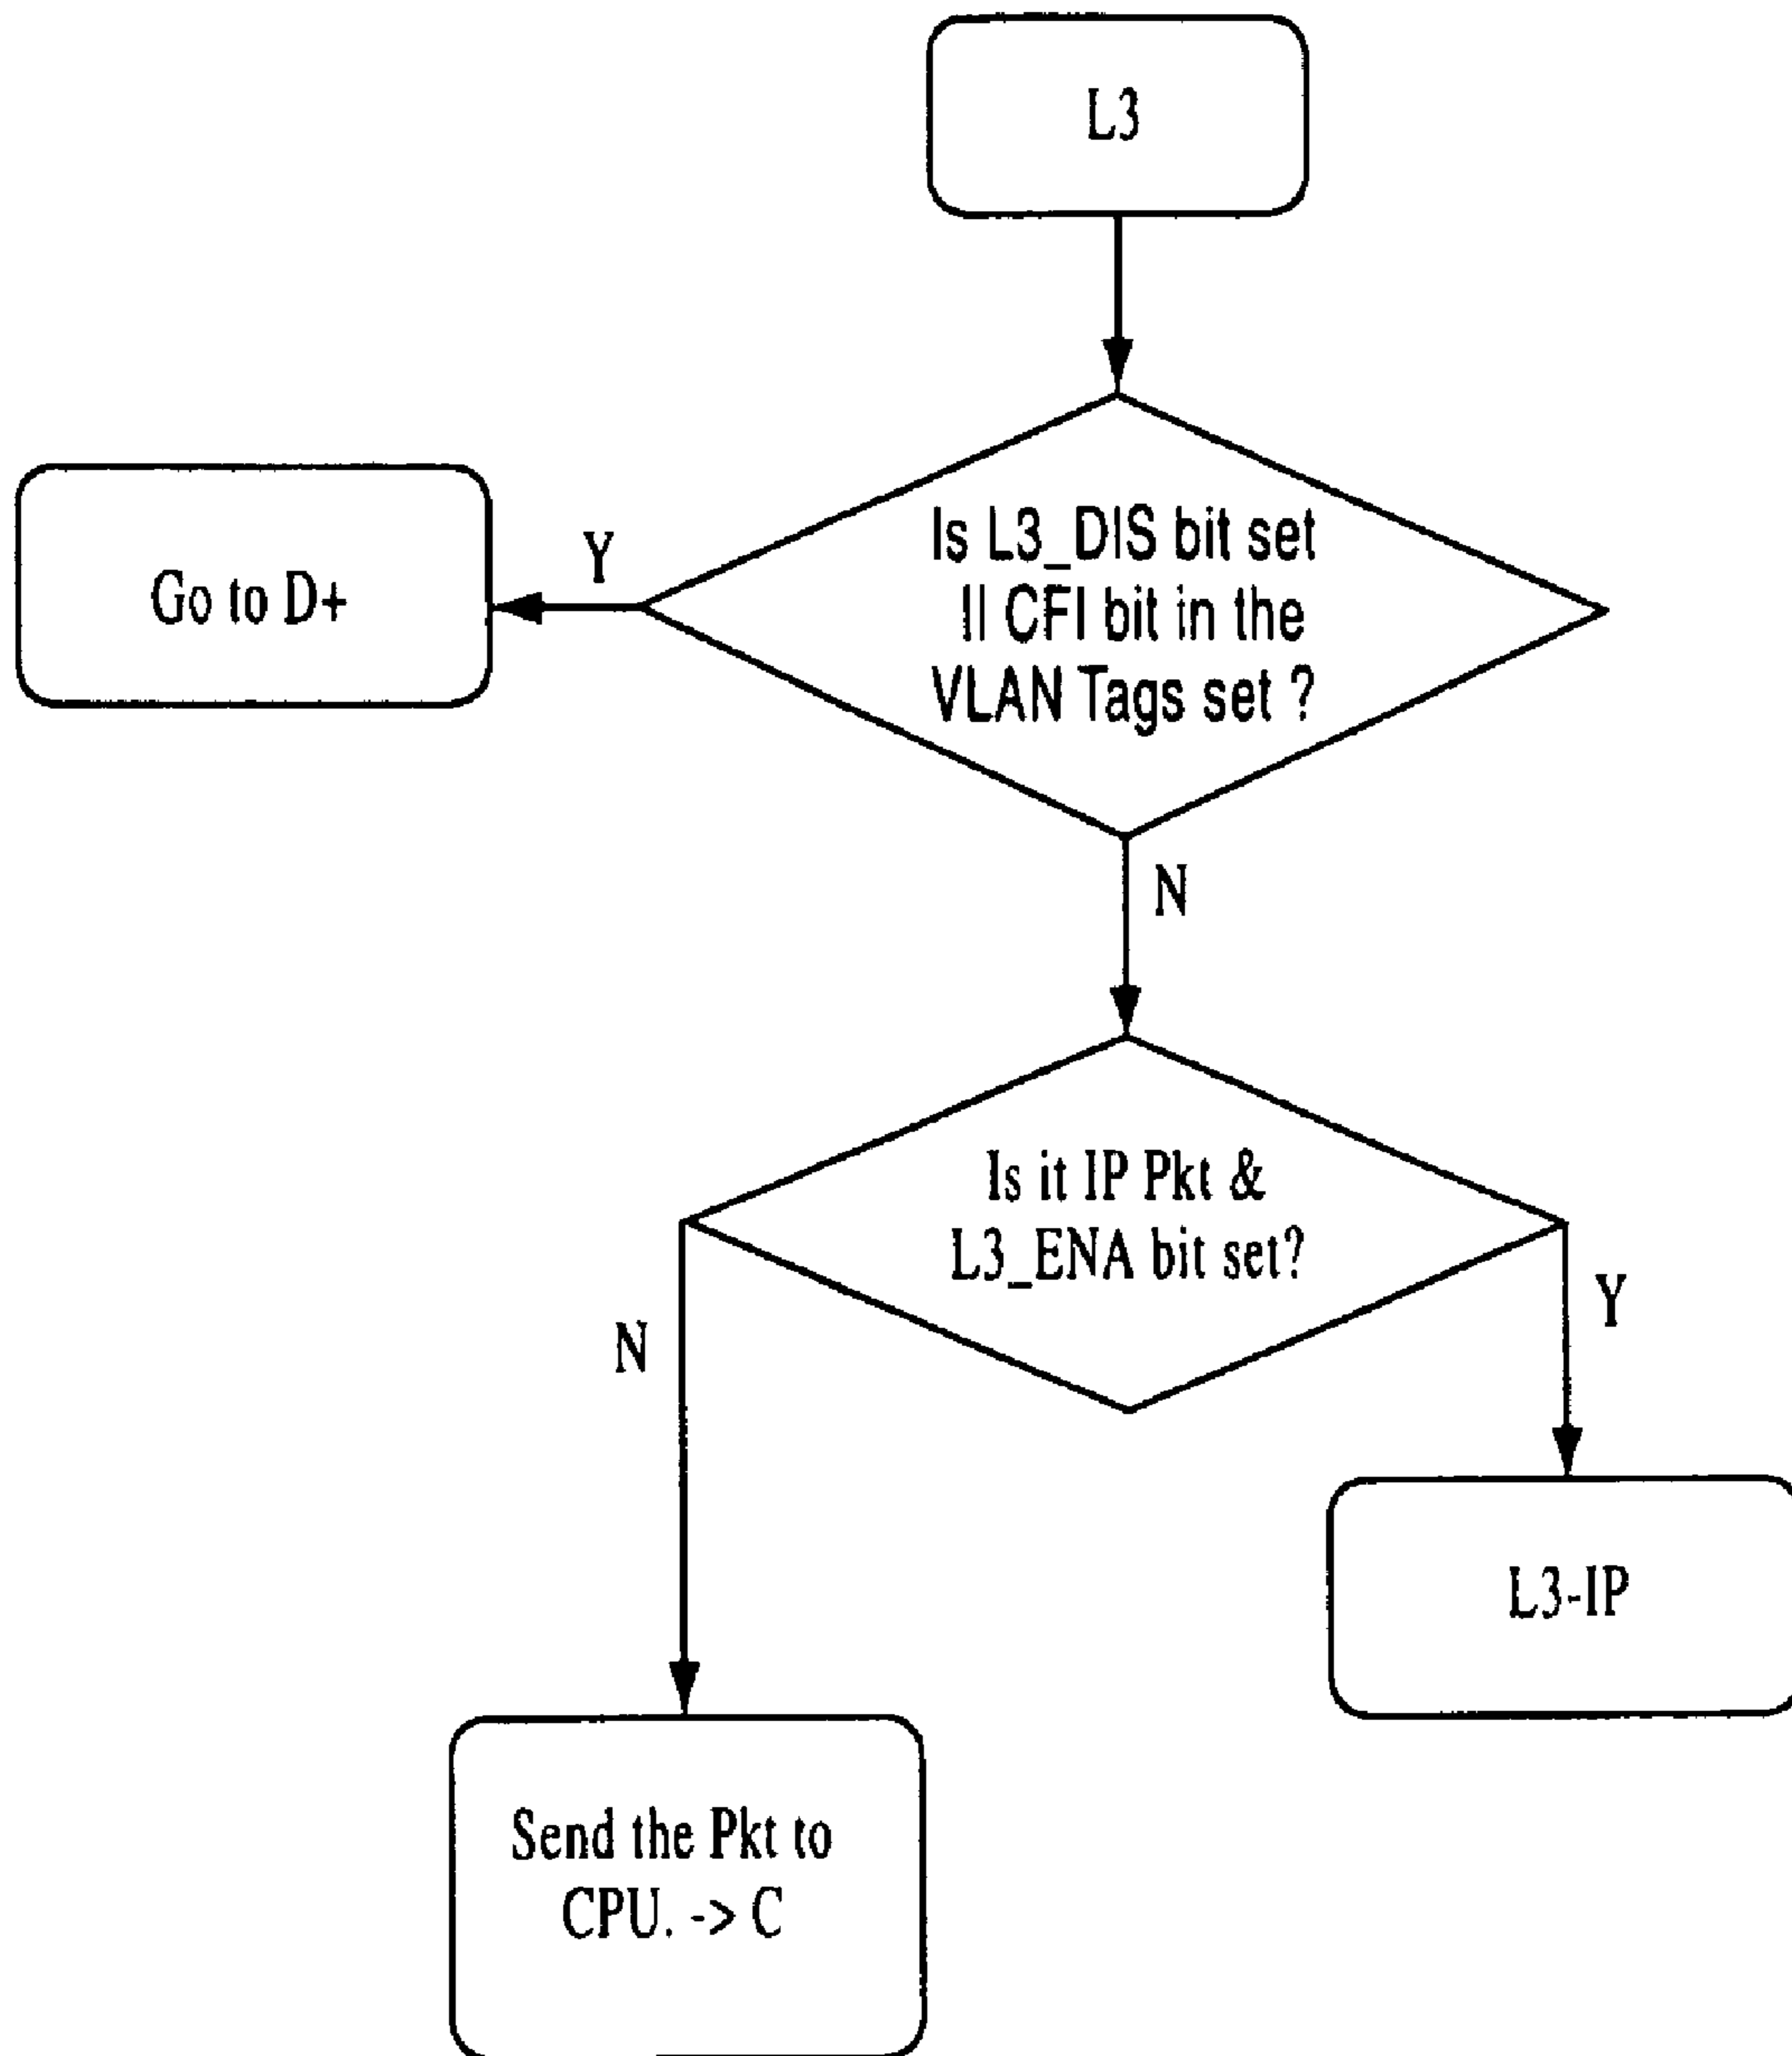 L3
Is L3_DIS bit set
II CFI bit in the
VLAN Tags set ?
Y
Go to D+
N
Is it IP Pkt &
L3_ENA bit set?
N
Y
L3-IP
Send the Pkt to
CPU. -> C